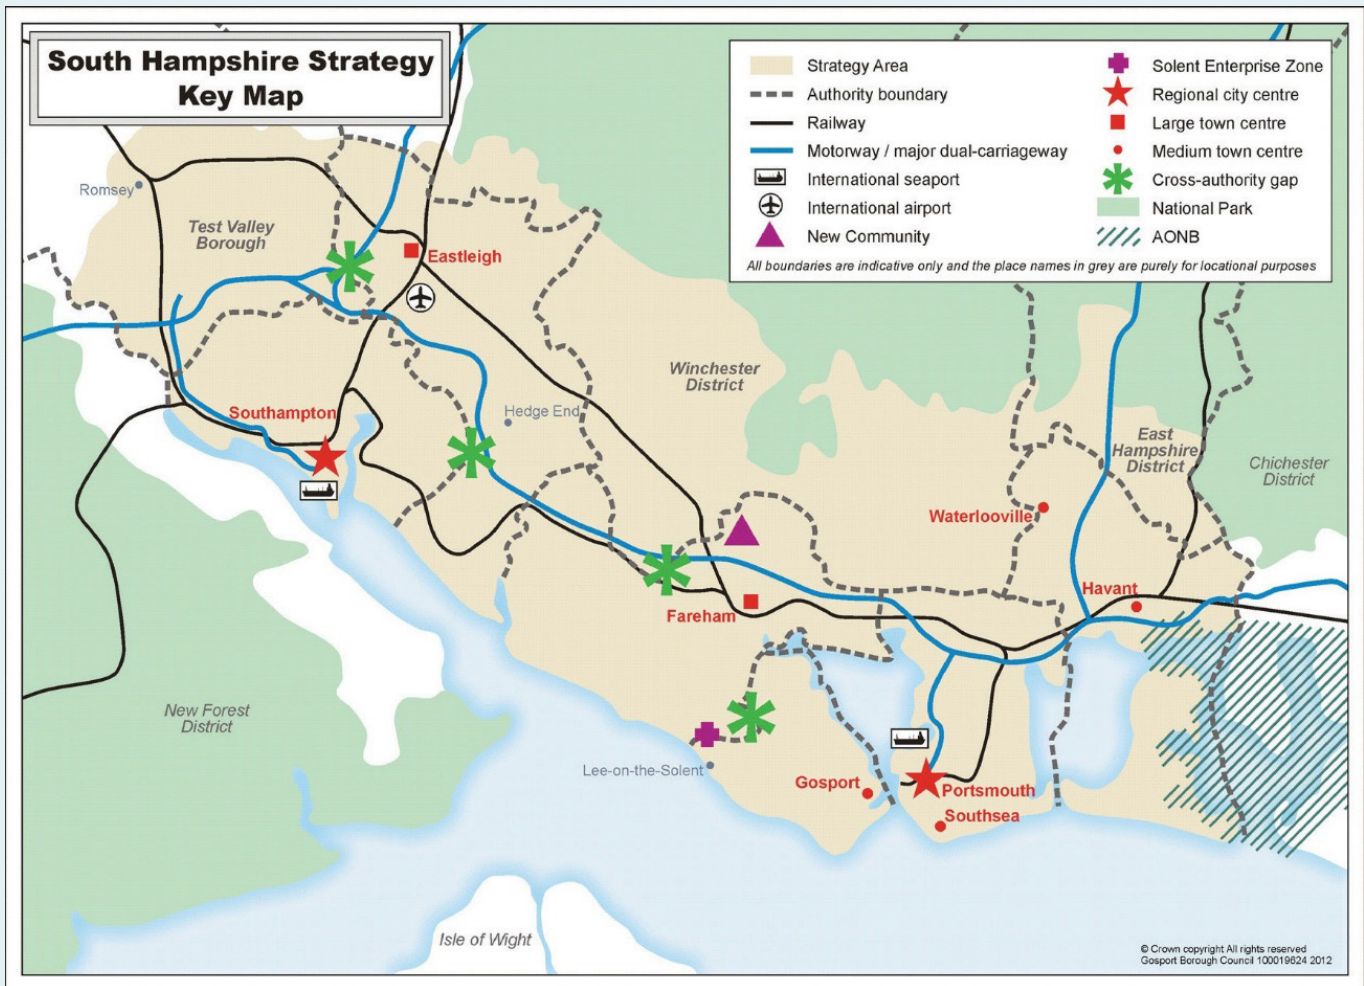 South Hampshire Strategy
Key Map
Strategy Area
Authority boundary
Railway
Motorway / major dual-carriageway
International seaport
International airport
New Community
Solent Enterprise Zone
Regional city centre
Large town centre
Medium town centre
Cross-authority gap
National Park
AONB
All boundaries are indicative only and the place names in grey are purely for locational purposes
Romsey
Test Valley
Borough
Eastleigh
Winchester
District
Southampton
Hedge End
East
Hampshire
District
Chichester
District
Waterlooville
Havant
Fareham
New Forest
District
Lee-on-the-Solent
Gosport
Portsmouth
Southsea
Isle of Wight
© Crown copyright All rights reserved
Gosport Borough Council 100019624 2012